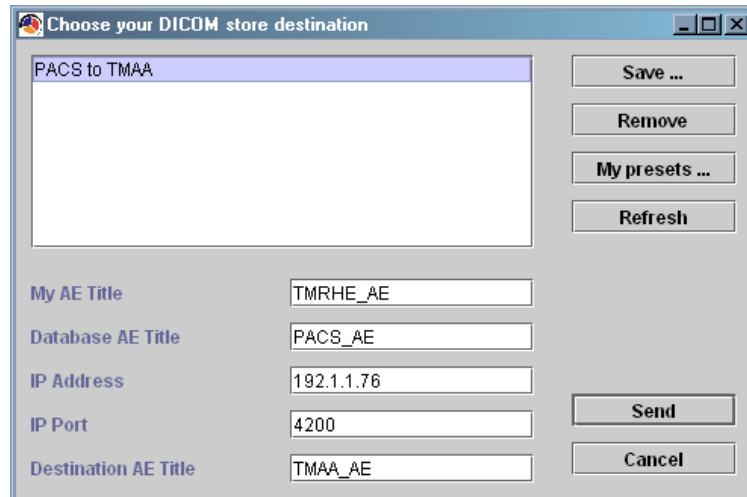 Choose your DICOM store destination
PACS to TMAA
Save ...
Remove
My presets ...
Refresh
My AE Title TMRHE_AE
Database AE Title PACS_AE
IP Address 192.1.1.76
IP Port 4200
Destination AE Title TMAA_AE
Send
Cancel